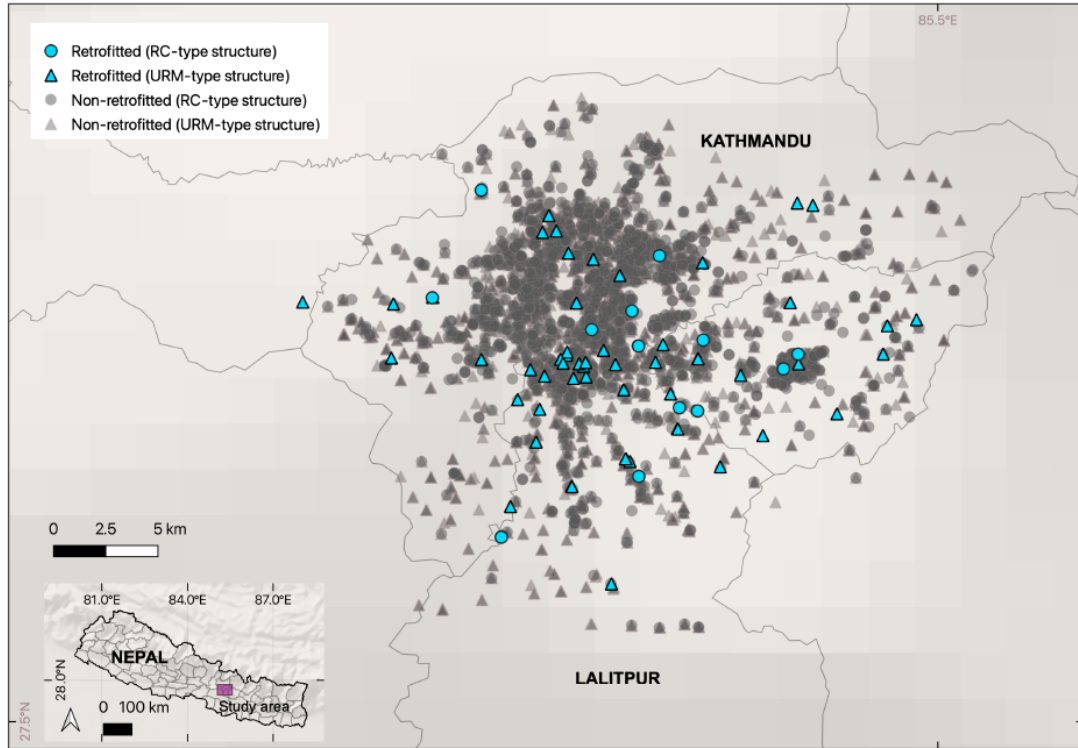 85.5°E
Retrofitted (RC-type structure)
Retrofitted (URM-type structure)
Non-retrofitted (RC-type structure)
Non-retrofitted (URM-type structure)
KATHMANDU
0 2.5 5 km
81.0°E 84.0°E 87.0°E
NEPAL
28.0°N
Study area
0 100 km
LALITPUR
27.5°N